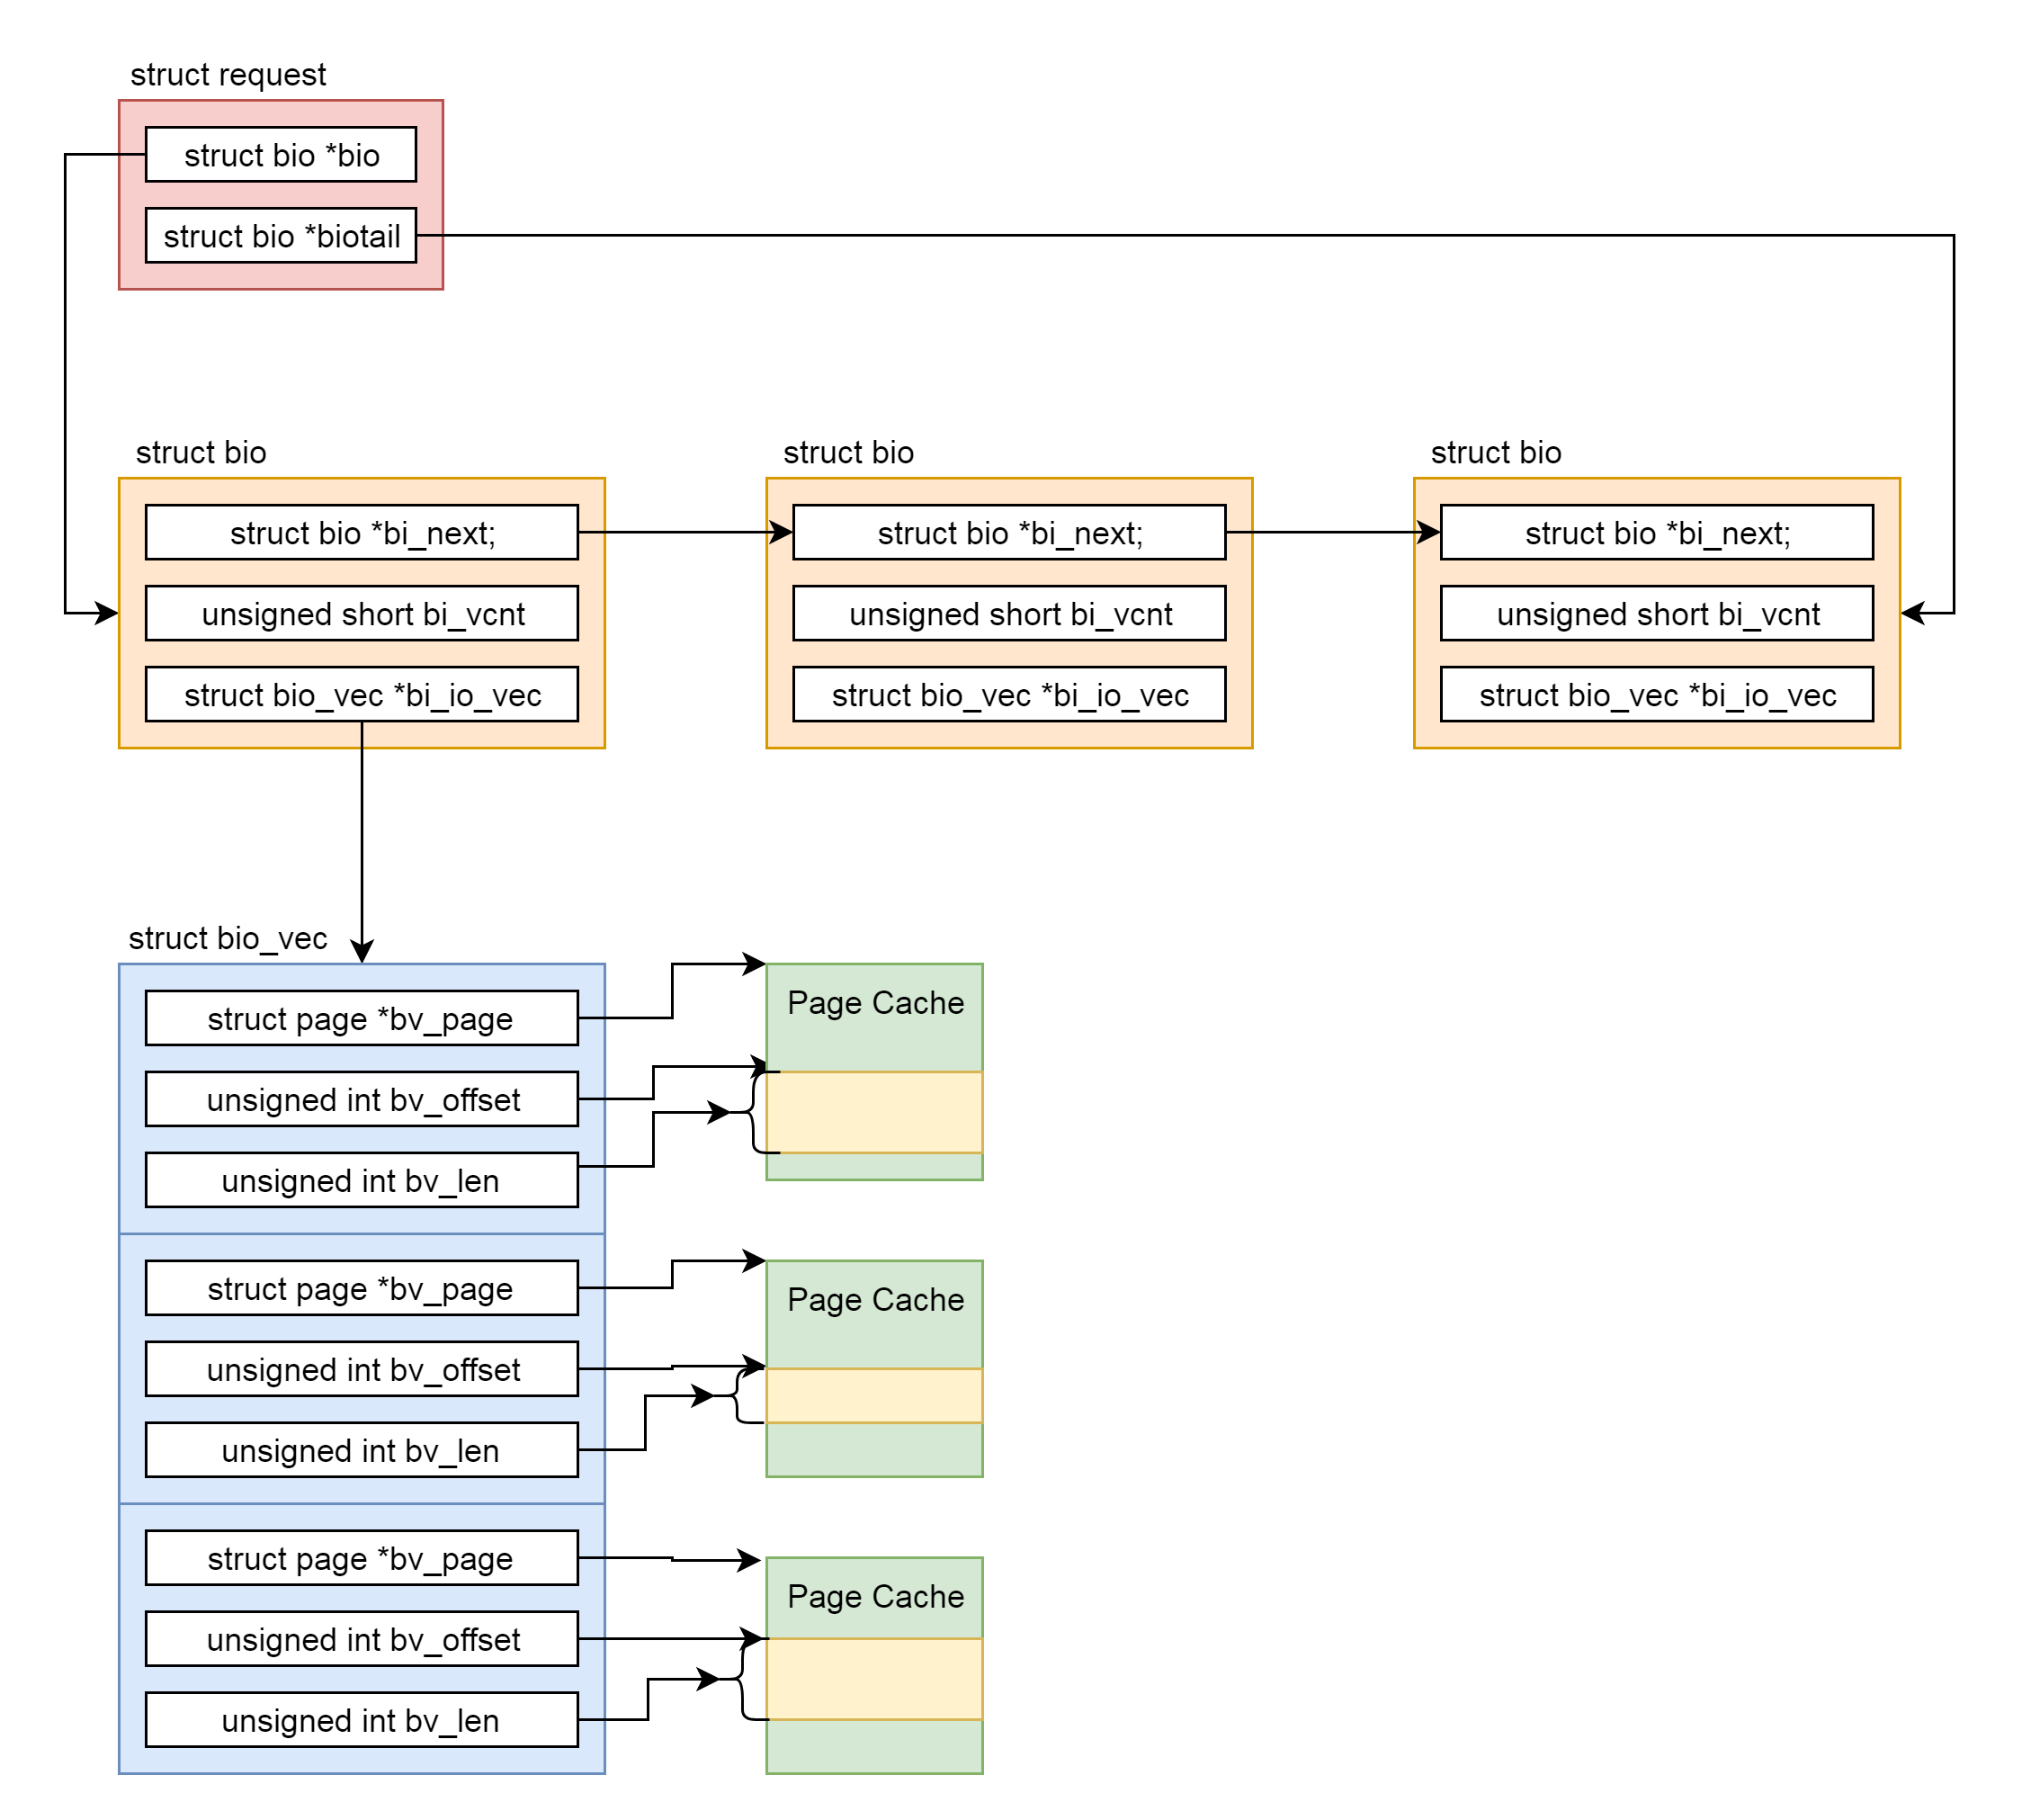 struct request
struct bio *bio
struct bio *biotail
struct bio
struct bio
struct bio
struct bio *bi_next;
struct bio *bi_next;
struct bio *bi_next;
unsigned short bi_vcnt
unsigned short bi_vcnt
unsigned short bi_vcnt
struct bio_vec *bi_io_vec
struct bio_vec *bi_io_vec
struct bio_vec *bi_io_vec
struct bio_vec
struct page *bv_page
Page Cache
unsigned int bv_offset
unsigned int bv_len
struct page *bv_page
Page Cache
unsigned int bv_offset
unsigned int bv_len
struct page *bv_page
Page Cache
unsigned int bv_offset
unsigned int bv_len